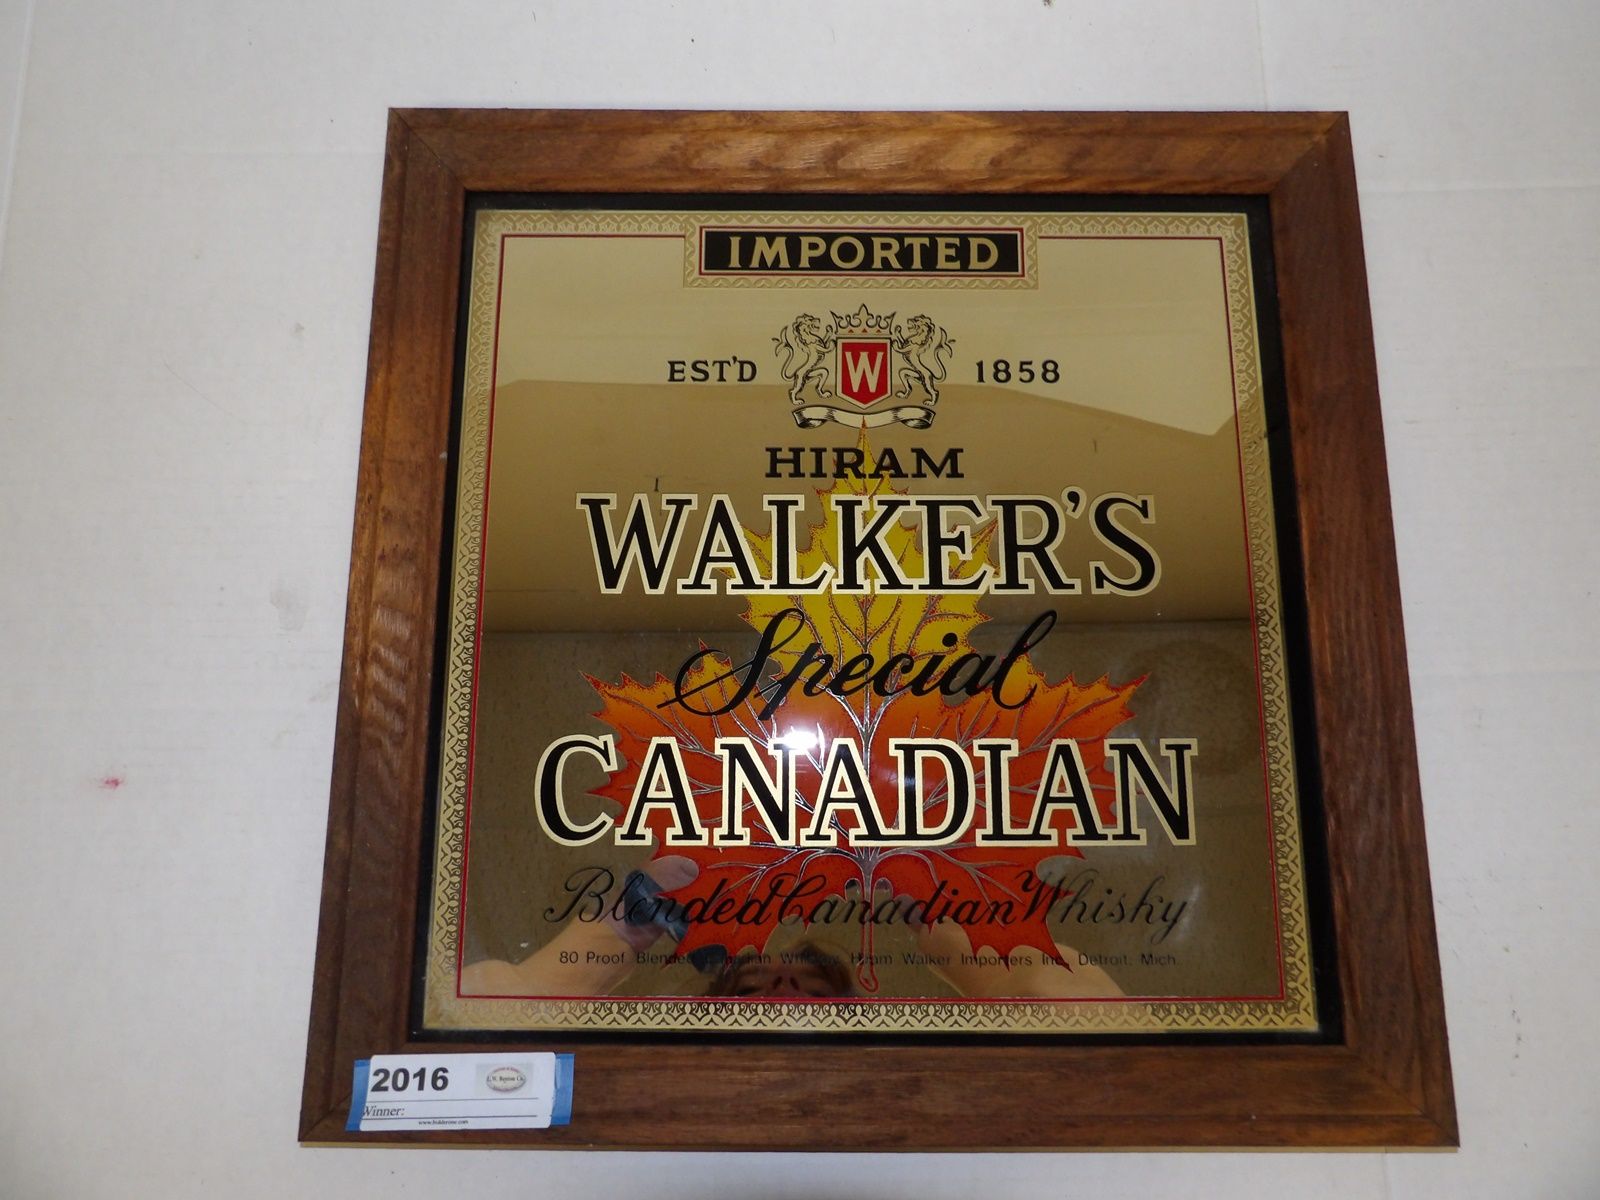 IMPORTED
EST'D W 1858
HIRAM
WALKER'S
Special
CANADIAN
Blended Canadian Whisky
80 Proof Blended Canadian Whisky. Hiram Walker Importers Inc., Detroit, Mich.
2016
Winner: